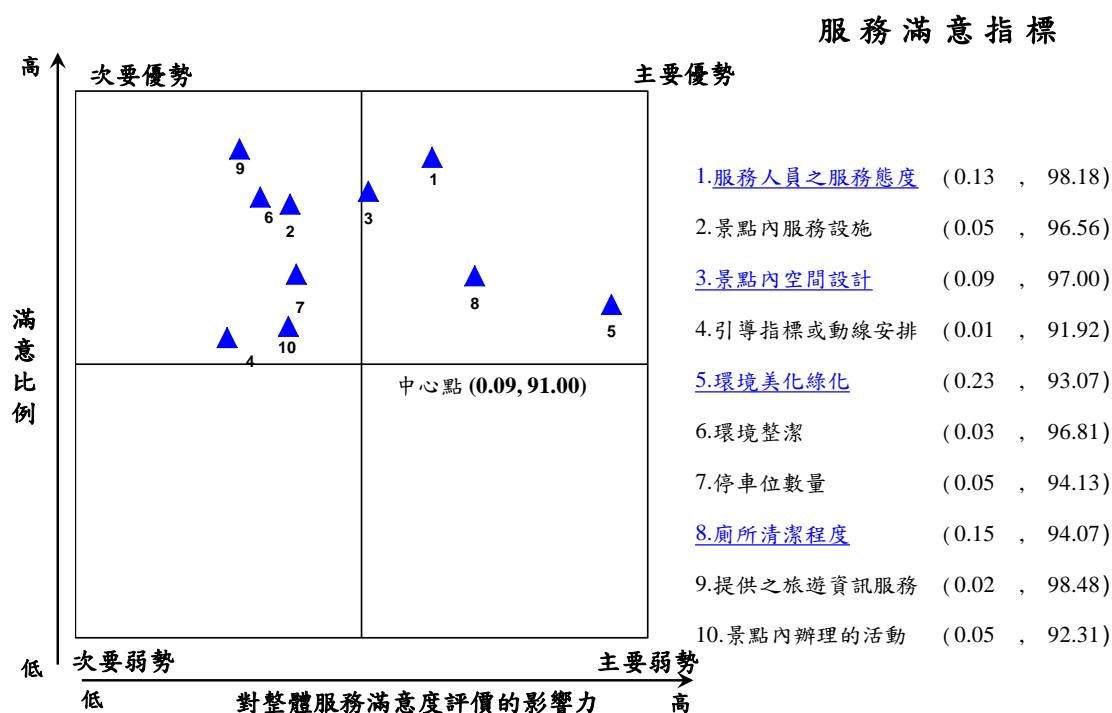 服務滿意指標
高
次要優勢
主要優勢
9
1
6
2
3
7
8
5
10
4
滿意比例
中心點 (0.09, 91.00)
1.服務人員之服務態度 (0.13 , 98.18)
2.景點內服務設施 (0.05 , 96.56)
3.景點內空間設計 (0.09 , 97.00)
4.引導指標或動線安排 (0.01 , 91.92)
5.環境美化綠化 (0.23 , 93.07)
6.環境整潔 (0.03 , 96.81)
7.停車位數量 (0.05 , 94.13)
8.廁所清潔程度 (0.15 , 94.07)
9.提供之旅遊資訊服務 (0.02 , 98.48)
10.景點內辦理的活動 (0.05 , 92.31)
低
次要弱勢
主要弱勢
低
對整體服務滿意度評價的影響力
高